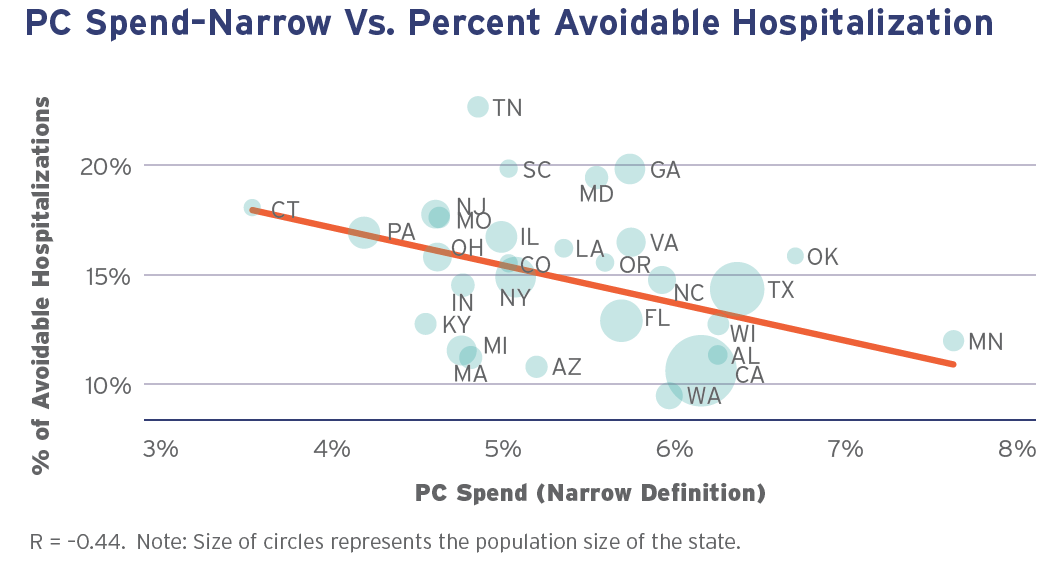 PC Spend–Narrow Vs. Percent Avoidable Hospitalization
% of Avoidable Hospitalizations
TN
20%
SC
GA
MD
CT
NJ
MO
PA
IL
OH
LA
VA
OK
CO
OR
15%
IN
NY
NC
TX
KY
FL
WI
MI
AL
MN
MA
AZ
CA
10%
WA
3% 4% 5% 6% 7% 8%
PC Spend (Narrow Definition)
R = -0.44. Note: Size of circles represents the population size of the state.